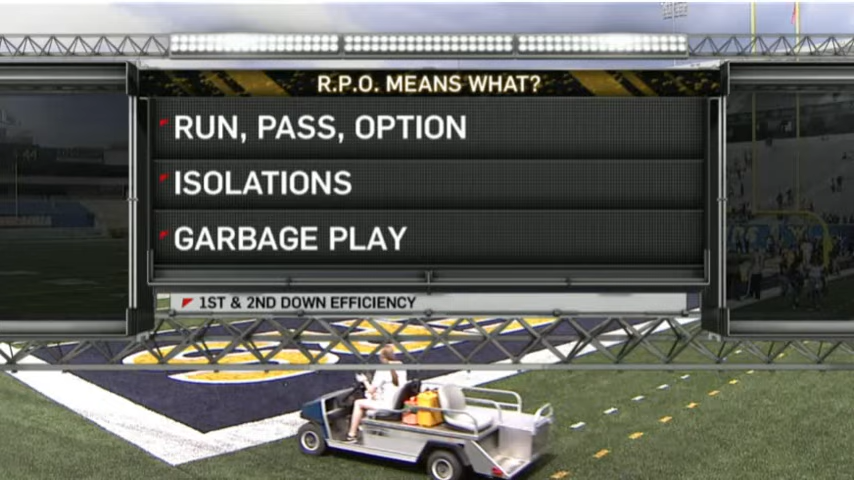 R.P.O. MEANS WHAT?
RUN, PASS, OPTION
ISOLATIONS
GARBAGE PLAY
1ST & 2ND DOWN EFFICIENCY